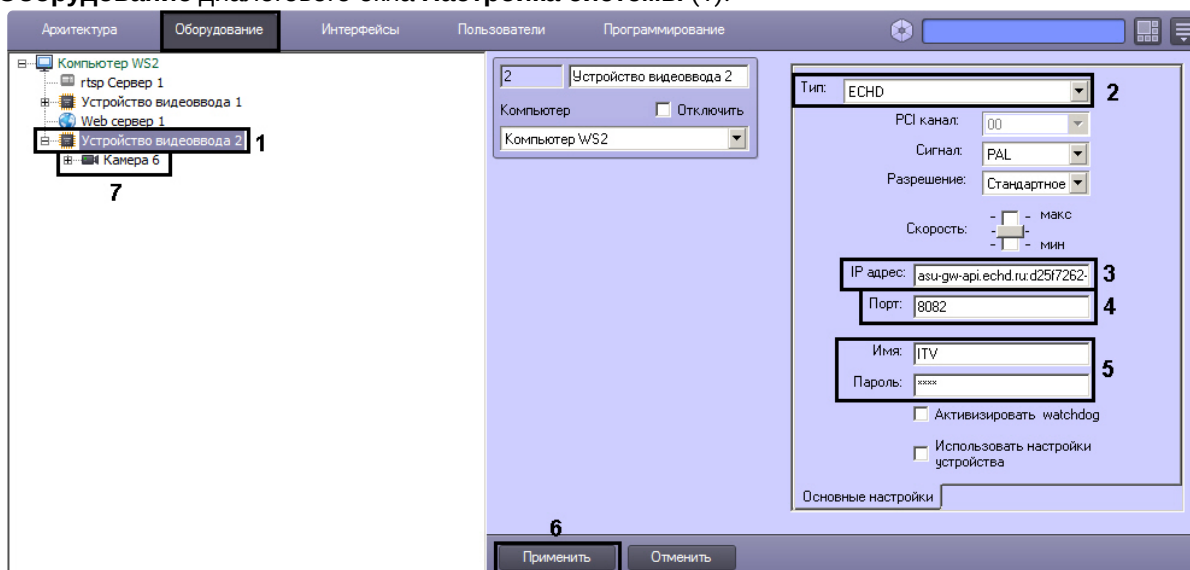 Оборудование диалогового окна Настройка системы (1).
Архитектура Оборудование Интерфейсы Пользователи Программирование
Компьютер WS2
rtsp Сервер 1
Устройство видеоввода 1
Web сервер 1
Устройство видеоввода 2 1
Камера 6
7
2 Устройство видеоввода 2
Компьютер Отключить
Компьютер WS2
Тип: ECHD 2
PCI канал: 00
Сигнал: PAL
Разрешение: Стандартное
Скорость: макс
мин
IP адрес: asu-gw-api.echd.ru:d25f7262- 3
Порт: 8082 4
Имя: ITV
Пароль: xxxx 5
Активизировать watchdog
Использовать настройки
устройства
Основные настройки
6
Применить Отменить